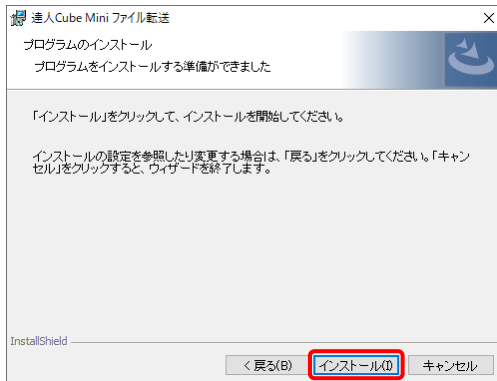 達人Cube Mini ファイル転送
プログラムのインストール
プログラムをインストールする準備ができました
「インストール」をクリックして、インストールを開始してください。
インストールの設定を参照したり変更する場合は、「戻る」をクリックしてください。「キャン
セル」をクリックすると、ウィザードを終了します。
InstallShield
< 戻る(B)
インストール(I)
キャンセル